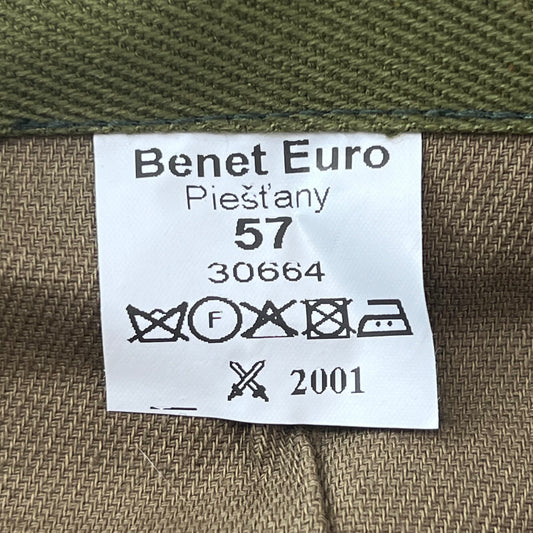 Benet Euro
Piešťany
57
30664
F
2001